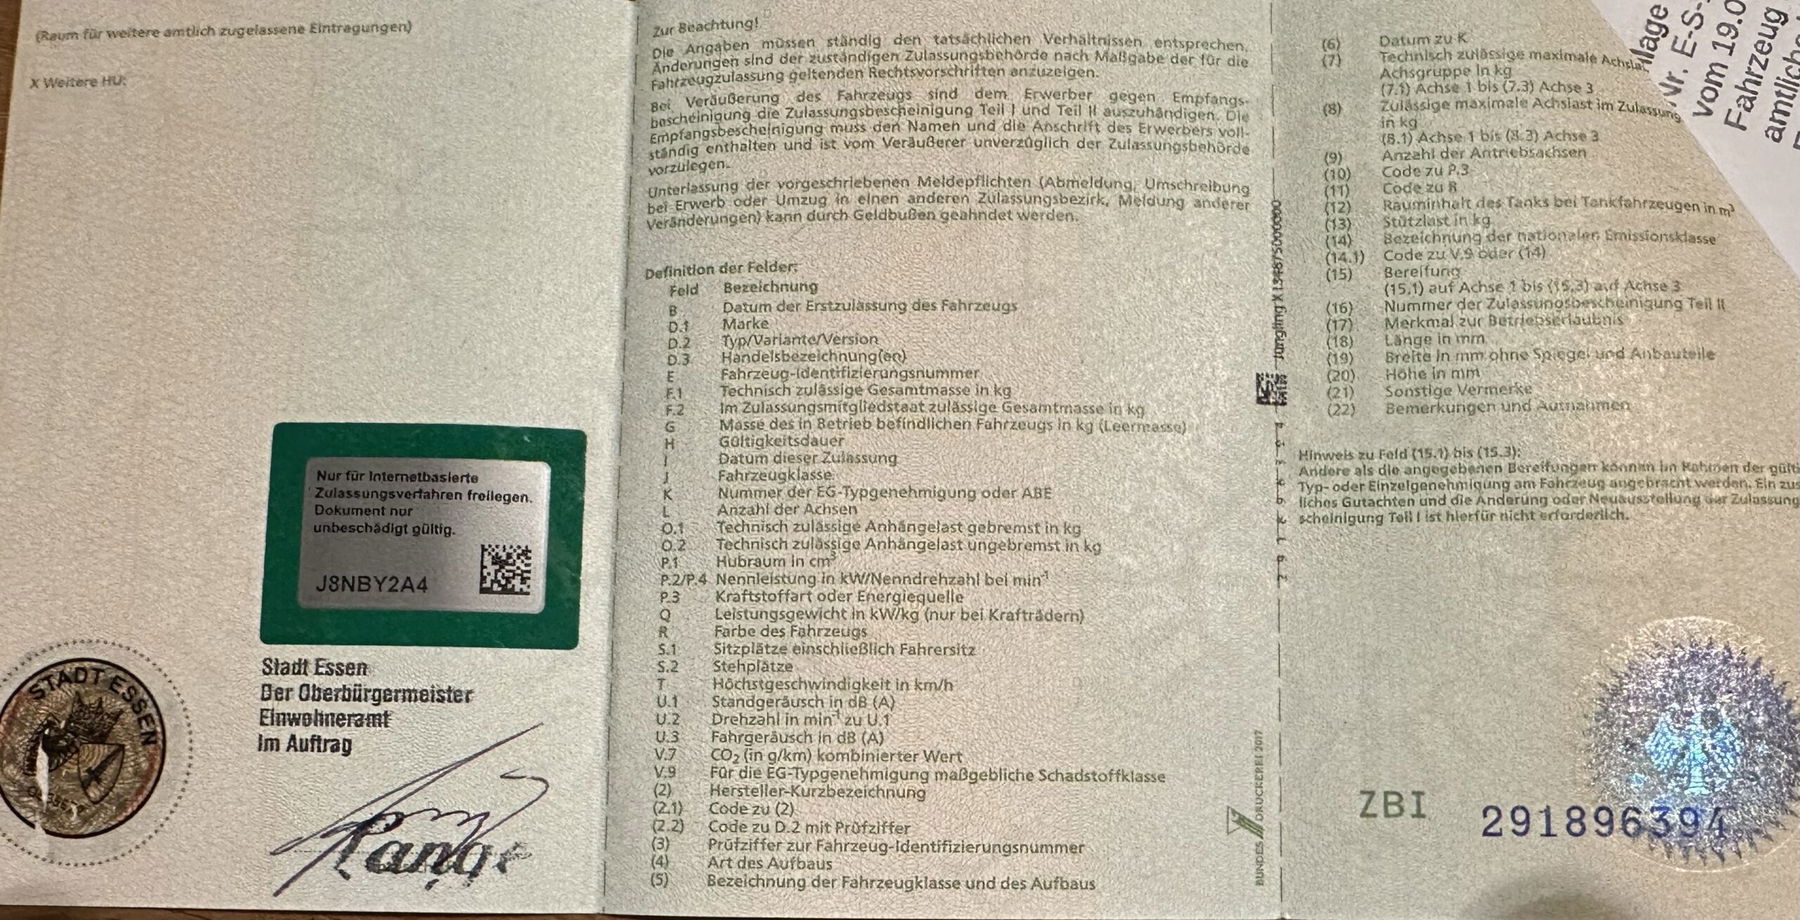 (Raum für weitere amtlich zugelassene Eintragungen)
X Weitere HU:
Nur für internetbasierte
Zulassungsverfahren freilegen.
Dokument nur
unbeschädigt gültig.
J8NBY2A4
STADT ESSEN
Stadt Essen
Der Oberbürgermeister
Einwohneramt
Im Auftrag
Lange
Zur Beachtung!
Die Angaben müssen ständig den tatsächlichen Verhältnissen entsprechen.
Änderungen sind der zuständigen Zulassungsbehörde nach Maßgabe der für die
Fahrzeugzulassung geltenden Rechtsvorschriften anzuzeigen.
Bei Veräußerung des Fahrzeugs sind dem Erwerber gegen Empfangs-
bescheinigung die Zulassungsbescheinigung Teil I und Teil II auszuhändigen. Die
Empfangsbescheinigung muss den Namen und die Anschrift des Erwerbers voll-
ständig enthalten und ist vom Veräußerer unverzüglich der Zulassungsbehörde
vorzulegen.
Unterlassung der vorgeschriebenen Meldepflichten (Abmeldung, Umschreibung
bei Erwerb oder Umzug in einen anderen Zulassungsbezirk, Meldung anderer
Veränderungen) kann durch Geldbußen geahndet werden.
Definition der Felder:
Feld Bezeichnung
B Datum der Erstzulassung des Fahrzeugs
D.1 Marke
D.2 Typ/Variante/Version
D.3 Handelsbezeichnung(en)
E Fahrzeug-Identifizierungsnummer
F.1 Technisch zulässige Gesamtmasse in kg
F.2 Im Zulassungsmitgliedstaat zulässige Gesamtmasse in kg
G Masse des in Betrieb befindlichen Fahrzeugs in kg (Leermasse)
H Gültigkeitsdauer
I Datum dieser Zulassung
J Fahrzeugklasse
K Nummer der EG-Typgenehmigung oder ABE
L Anzahl der Achsen
O.1 Technisch zulässige Anhängelast gebremst in kg
O.2 Technisch zulässige Anhängelast ungebremst in kg
P.1 Hubraum in cm³
P.2/P.4 Nennleistung in kW/Nenndrehzahl bei min⁻¹
P.3 Kraftstoffart oder Energiequelle
Q Leistungsgewicht in kW/kg (nur bei Krafträdern)
R Farbe des Fahrzeugs
S.1 Sitzplätze einschließlich Fahrersitz
S.2 Stehplätze
T Höchstgeschwindigkeit in km/h
U.1 Standgeräusch in dB (A)
U.2 Drehzahl in min⁻¹ zu U.1
U.3 Fahrgeräusch in dB (A)
V.7 CO₂ (in g/km) kombinierter Wert
V.9 Für die EG-Typgenehmigung maßgebliche Schadstoffklasse
(2) Hersteller-Kurzbezeichnung
(2.1) Code zu (2)
(2.2) Code zu D.2 mit Prüfziffer
(3) Prüfziffer zur Fahrzeug-Identifizierungsnummer
(4) Art des Aufbaus
(5) Bezeichnung der Fahrzeugklasse und des Aufbaus
BUNDESDRUCKEREI 2017
(6) Datum zu K
(7) Technisch zulässige maximale Achslas
Achsgruppe in kg
(7.1) Achse 1 bis (7.3) Achse 3
(8) Zulässige maximale Achslast im Zulassung
in kg
(8.1) Achse 1 bis (8.3) Achse 3
(9) Anzahl der Antriebsachsen
(10) Code zu P.3
(11) Code zu R
(12) Rauminhalt des Tanks bei Tankfahrzeugen in m³
(13) Stützlast in kg
(14) Bezeichnung der nationalen Emissionsklasse
(14.1) Code zu V.9 oder (14)
(15) Bereifung
(15.1) auf Achse 1 bis (15.3) auf Achse 3
(16) Nummer der Zulassungsbescheinigung Teil II
(17) Merkmal zur Betriebserlaubnis
(18) Länge in mm
(19) Breite in mm ohne Spiegel und Anbauteile
(20) Höhe in mm
(21) Sonstige Vermerke
(22) Bemerkungen und Ausnahmen
Hinweis zu Feld (15.1) bis (15.3):
Andere als die angegebenen Bereifungen können im Rahmen der gülti
Typ- oder Einzelgenehmigung am Fahrzeug angebracht werden. Ein zus
liches Gutachten und die Änderung oder Neuausstellung der Zulassung
scheinigung Teil I ist hierfür nicht erforderlich.
ZBI
291896394
nlage
Nr. E-S-
vom 19.0
Fahrzeug
amtliche